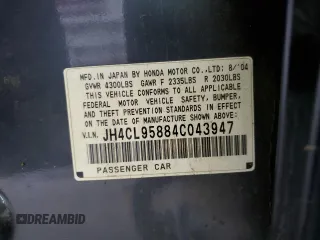 MFD. IN JAPAN BY HONDA MOTOR CO.,LTD. 8/'04
GVWR 4300LBS GAWR F 2335LBS R 2030LBS
THIS VEHICLE CONFORMS TO ALL APPLICABLE
FEDERAL MOTOR VEHICLE SAFETY, BUMPER,
AND THEFT PREVENTION STANDARDS IN EFFECT
ON THE DATE OF MANUFACTURE SHOWN ABOVE.
V.I.N. JH4CL95884C043947
PASSENGER CAR